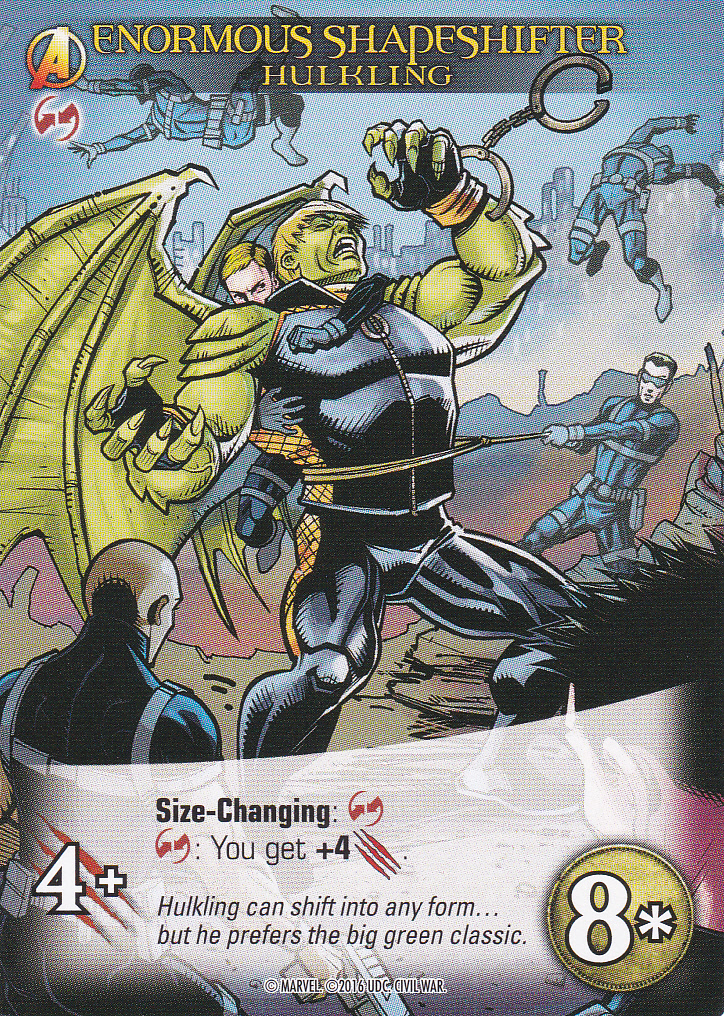 ENORMOUS SHAPESHIFTER
HULKLING
Size-Changing:
: You get +4 .
4+
Hulkling can shift into any form…
but he prefers the big green classic.
8*
© MARVEL. ©2016 UDC. CIVIL WAR.